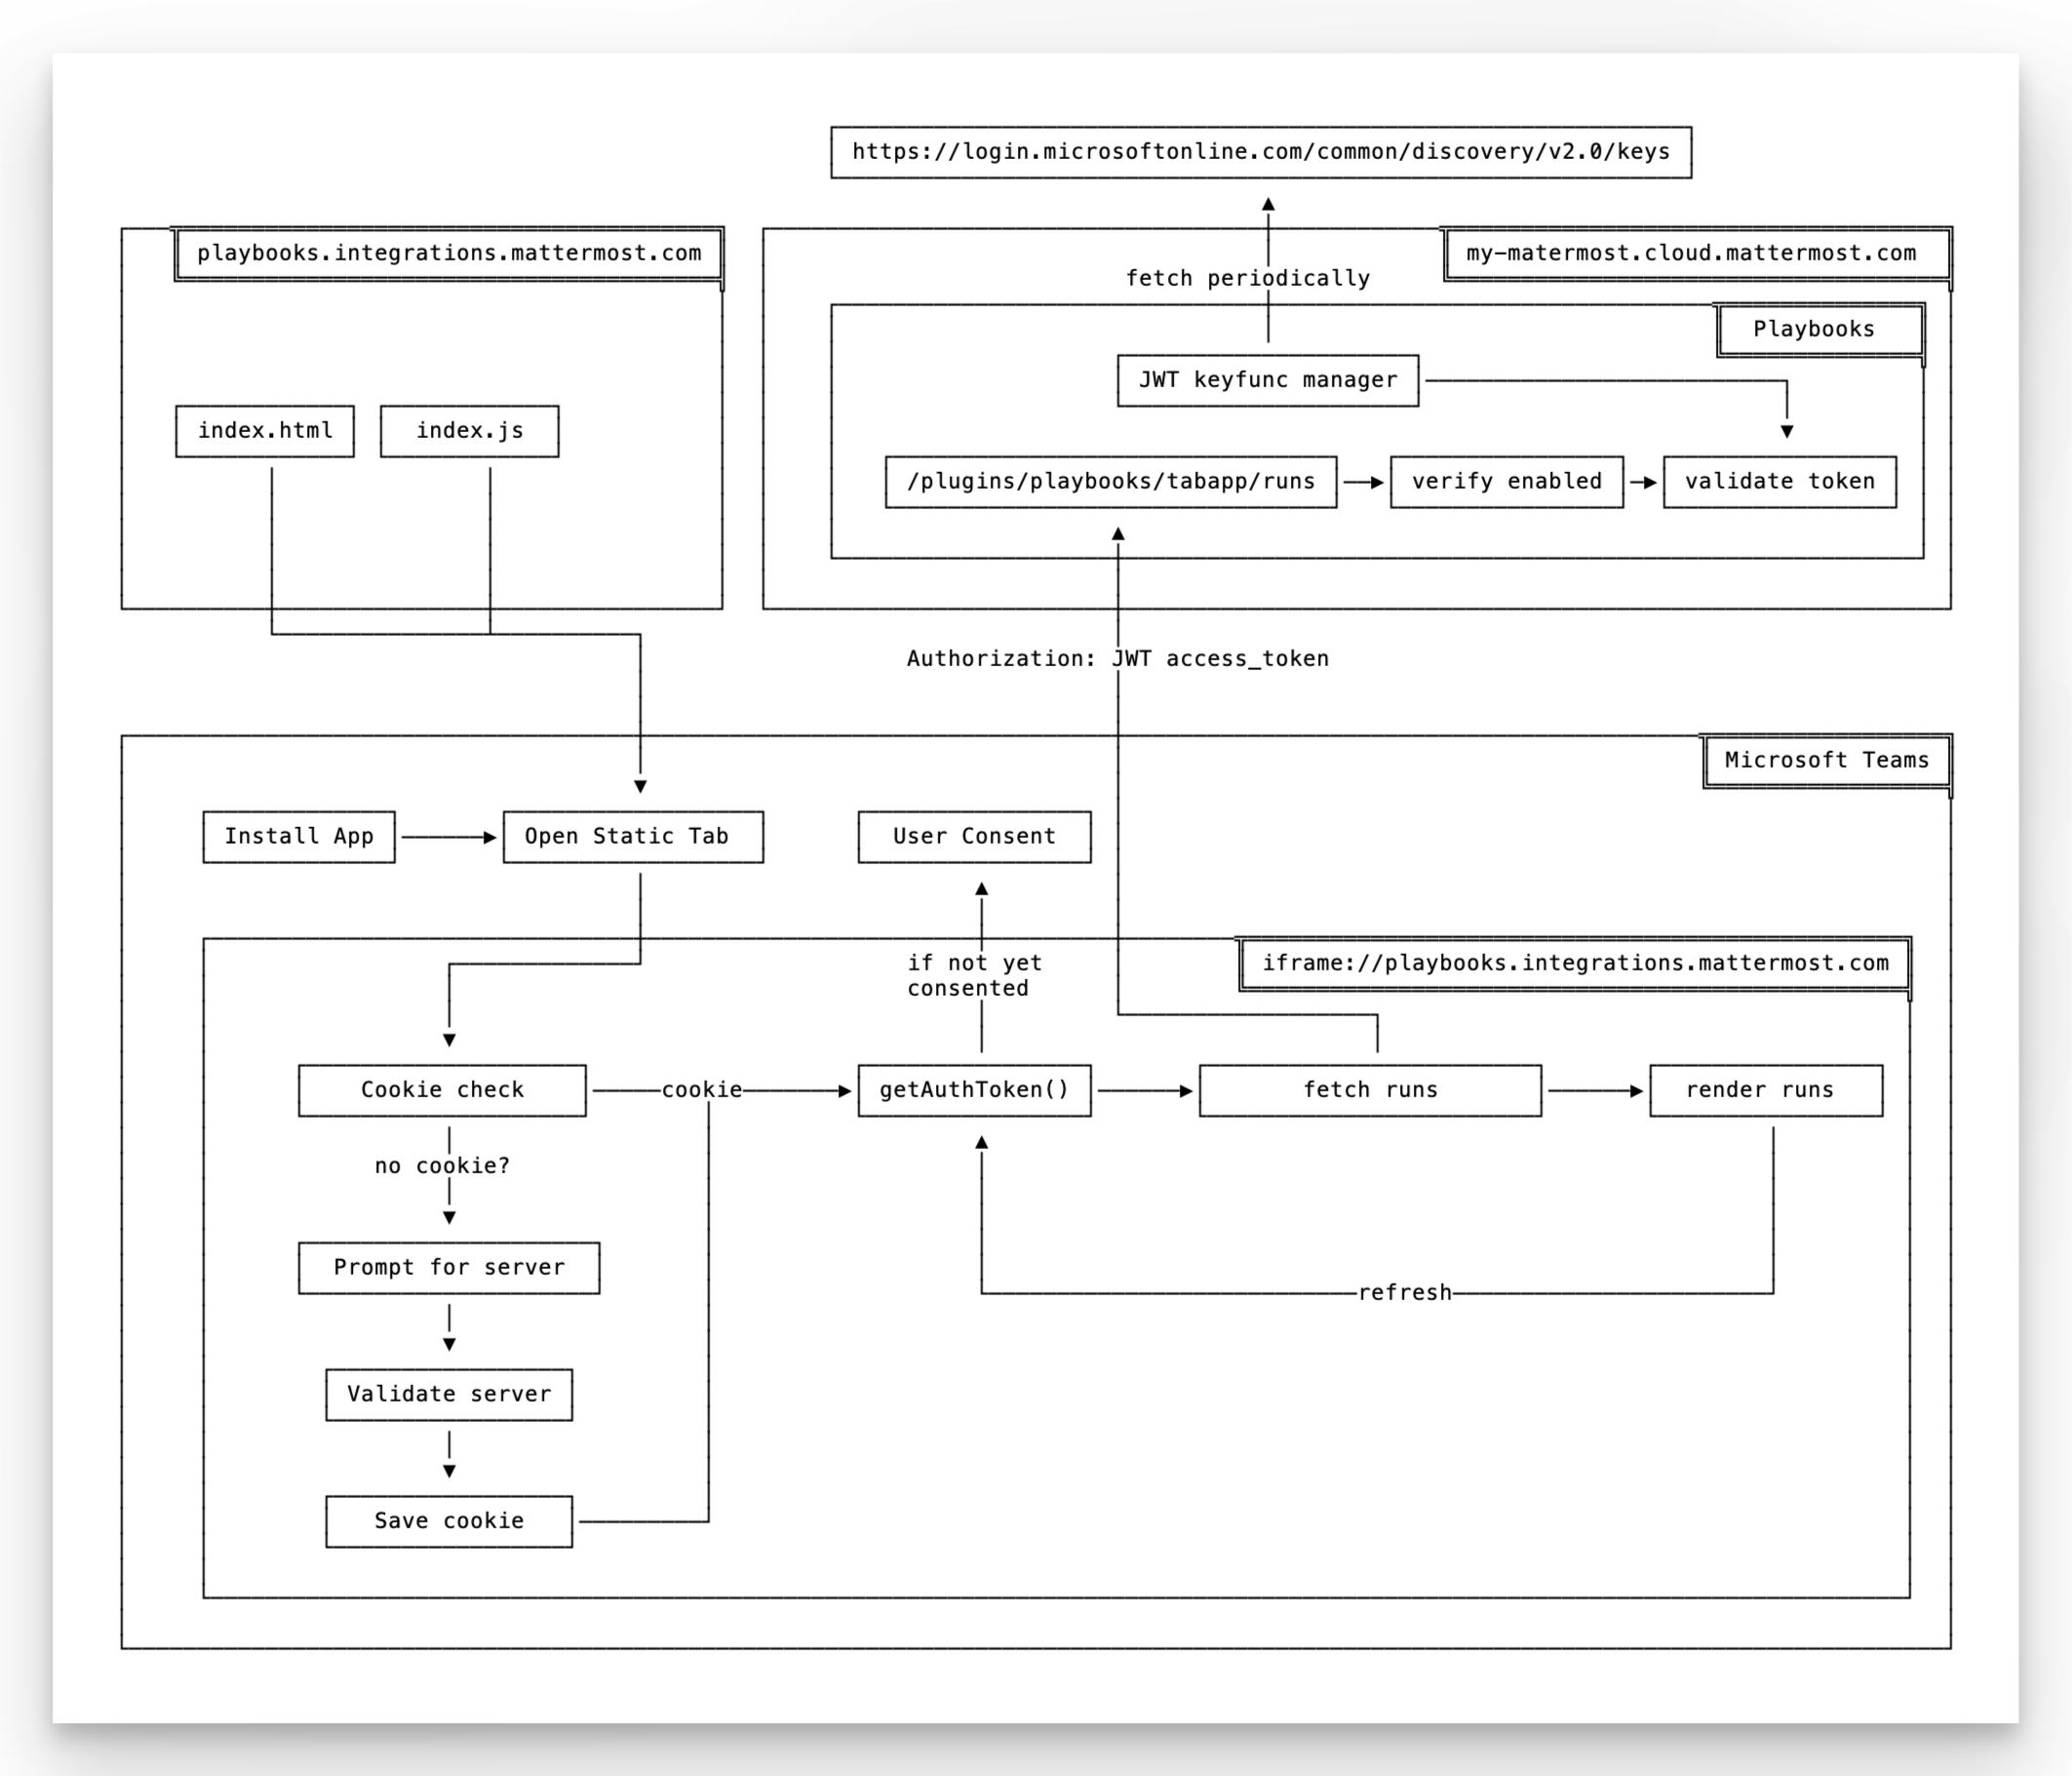 https://login.microsoftonline.com/common/discovery/v2.0/keys
playbooks.integrations.mattermost.com
my-matermost.cloud.mattermost.com
fetch periodically
Playbooks
JWT keyfunc manager
index.html
index.js
/plugins/playbooks/tabapp/runs
verify enabled
validate token
Authorization: JWT access_token
Microsoft Teams
Install App
Open Static Tab
User Consent
if not yet
consented
iframe://playbooks.integrations.mattermost.com
Cookie check
cookie
getAuthToken()
fetch runs
render runs
no cookie?
Prompt for server
refresh
Validate server
Save cookie